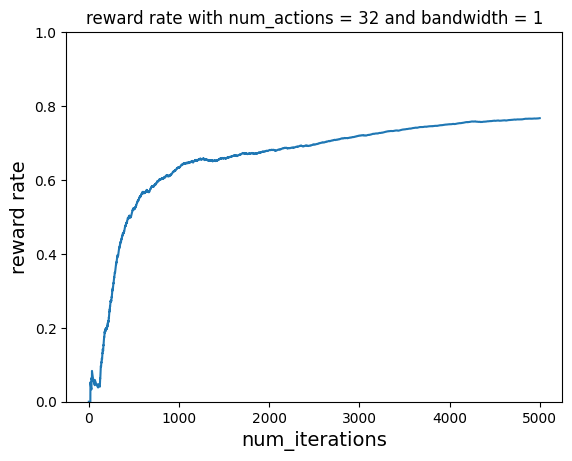 reward rate with num_actions = 32 and bandwidth = 1
1.0
0.8
0.6
0.4
0.2
0.0
reward rate
0 1000 2000 3000 4000 5000
num_iterations